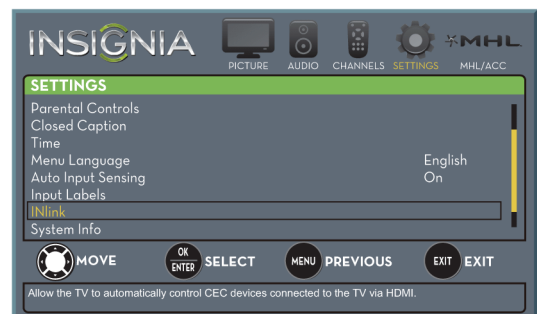 INSIGNIA
PICTURE AUDIO CHANNELS SETTINGS MHL MHL/ACC
SETTINGS
Parental Controls
Closed Caption
Time
Menu Language English
Auto Input Sensing On
Input Labels
INlink
System Info
MOVE OK ENTER SELECT MENU PREVIOUS EXIT EXIT
Allow the TV to automatically control CEC devices connected to the TV via HDMI.